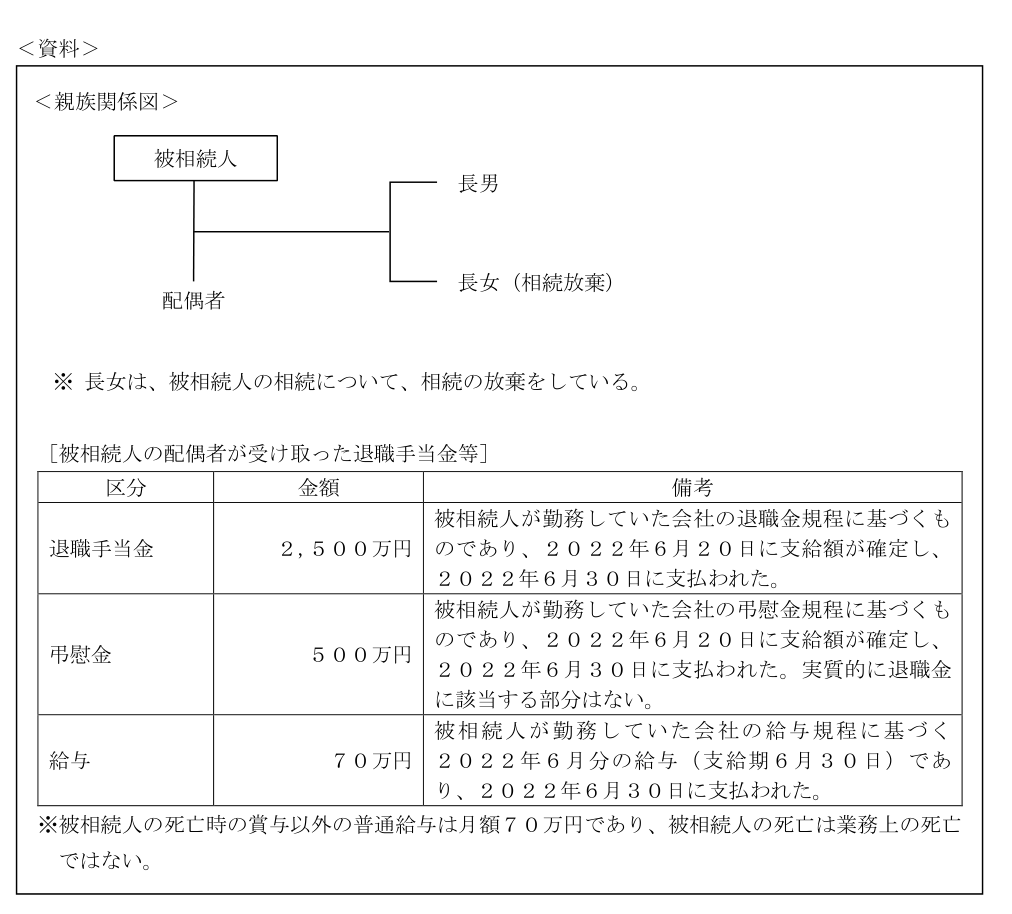 ＜資料＞
＜親族関係図＞
被相続人
長男
長女（相続放棄）
配偶者
※ 長女は、被相続人の相続について、相続の放棄をしている。
［被相続人の配偶者が受け取った退職手当金等］
区分 金額 備考
退職手当金 ２,５００万円 被相続人が勤務していた会社の退職金規程に基づくも
のであり、２０２２年６月２０日に支給額が確定し、
２０２２年６月３０日に支払われた。
弔慰金 ５００万円 被相続人が勤務していた会社の弔慰金規程に基づくも
のであり、２０２２年６月２０日に支給額が確定し、
２０２２年６月３０日に支払われた。実質的に退職金
に該当する部分はない。
給与 ７０万円 被相続人が勤務していた会社の給与規程に基づく
２０２２年６月分の給与（支給期６月３０日）であ
り、２０２２年６月３０日に支払われた。
※被相続人の死亡時の賞与以外の普通給与は月額７０万円であり、被相続人の死亡は業務上の死亡
ではない。